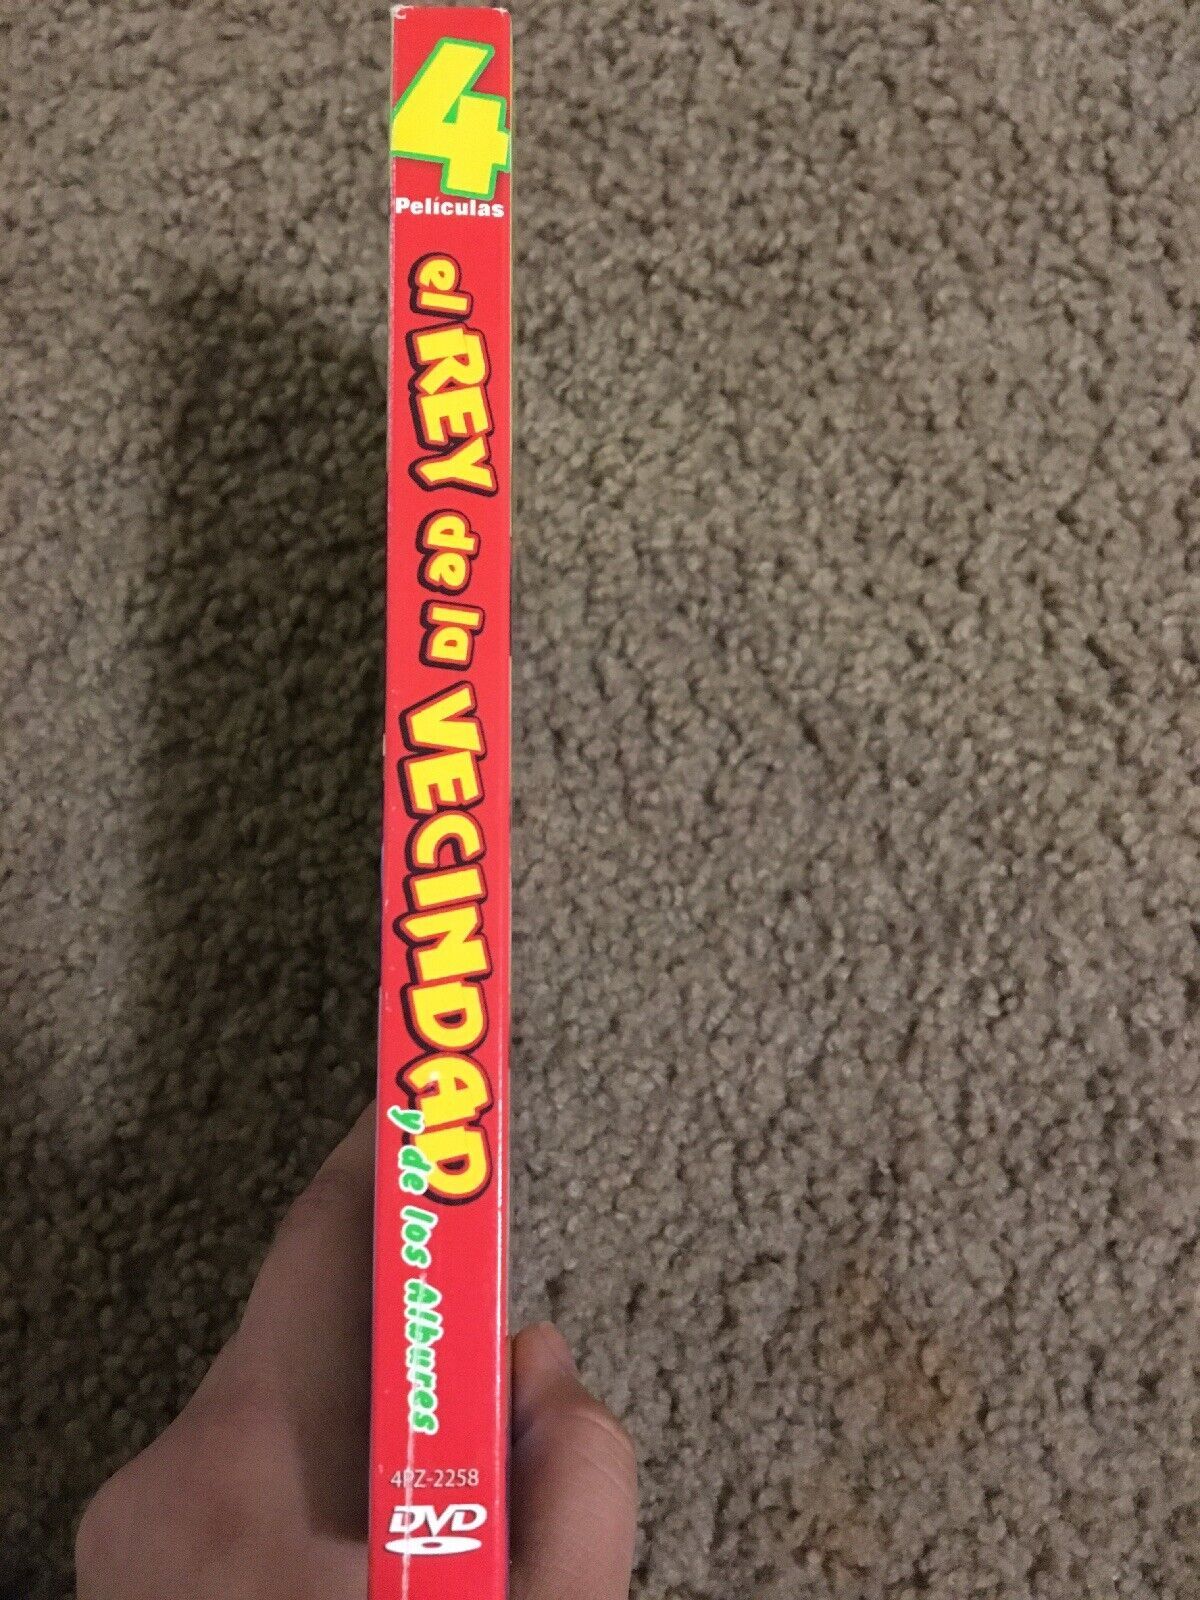 4
Películas
el REY de la VECINDAD
y de los Albures
4PZ-2258
DVD